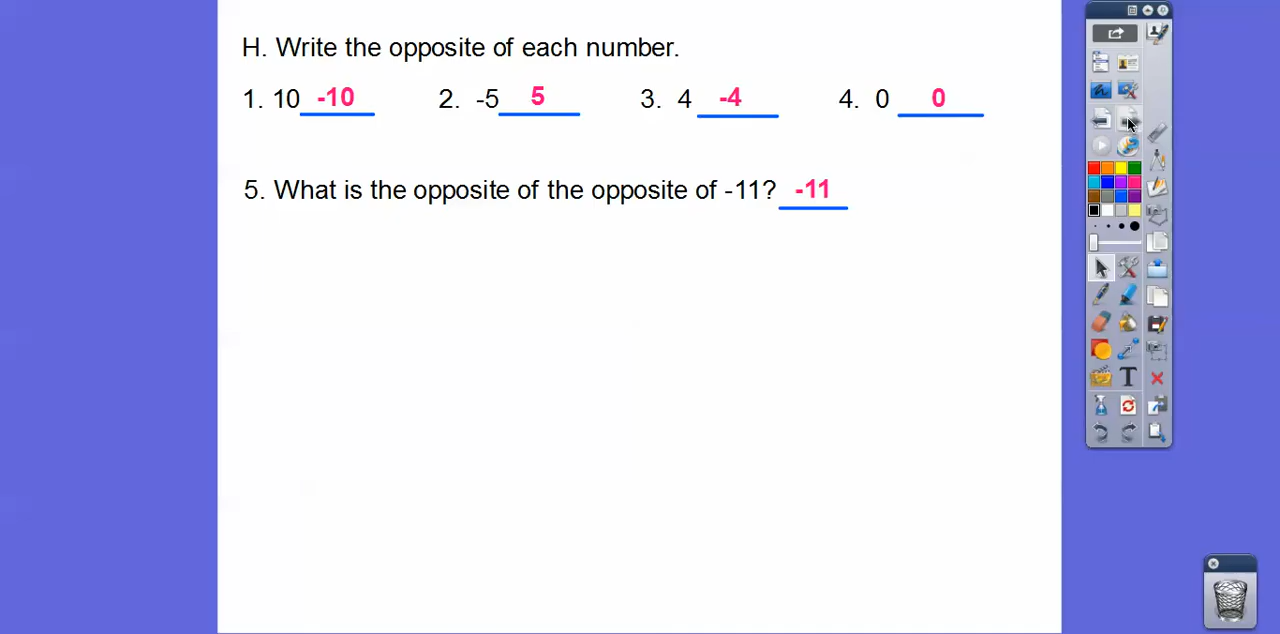 H. Write the opposite of each number.
1. 10 -10 2. -5 5 3. 4 -4 4. 0 0
5. What is the opposite of the opposite of -11? -11